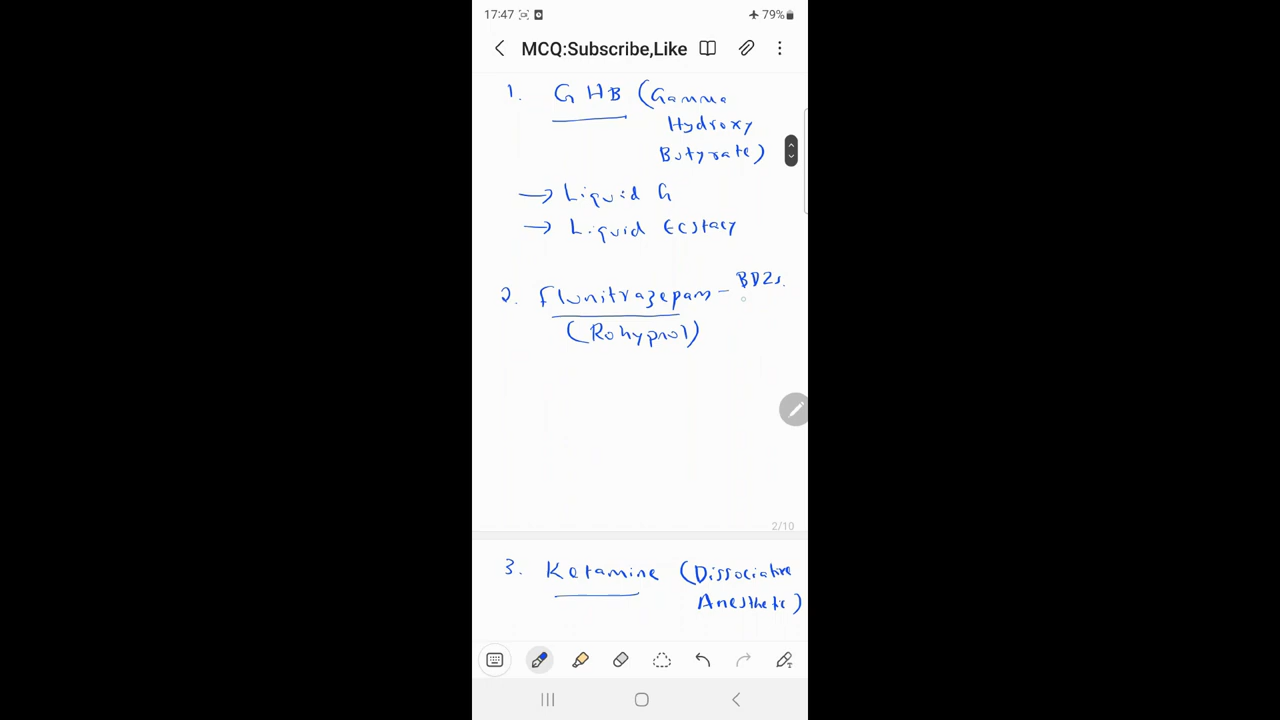 17:47 79%
MCQ:Subscribe,Like
1. GHB (Gamma
Hydroxy
Butyrate)
→ Liquid G
→ Liquid Ecstacy
2. Flunitrazepam - BDZs.
(Rohypnol)
2/10
3. Ketamine (Dissociative
Anesthetic)